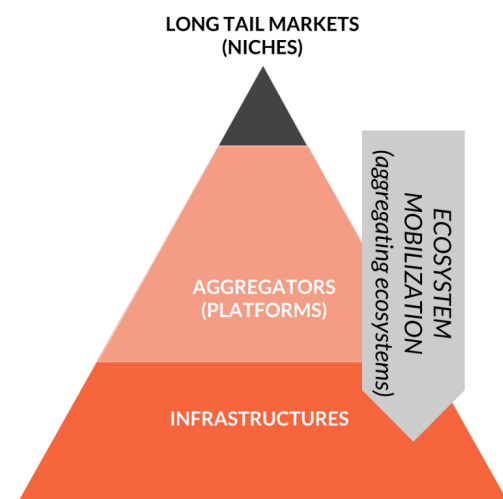 LONG TAIL MARKETS
(NICHES)
AGGREGATORS
(PLATFORMS)
INFRASTRUCTURES
ECOSYSTEM
MOBILIZATION
(aggregating ecosystems)